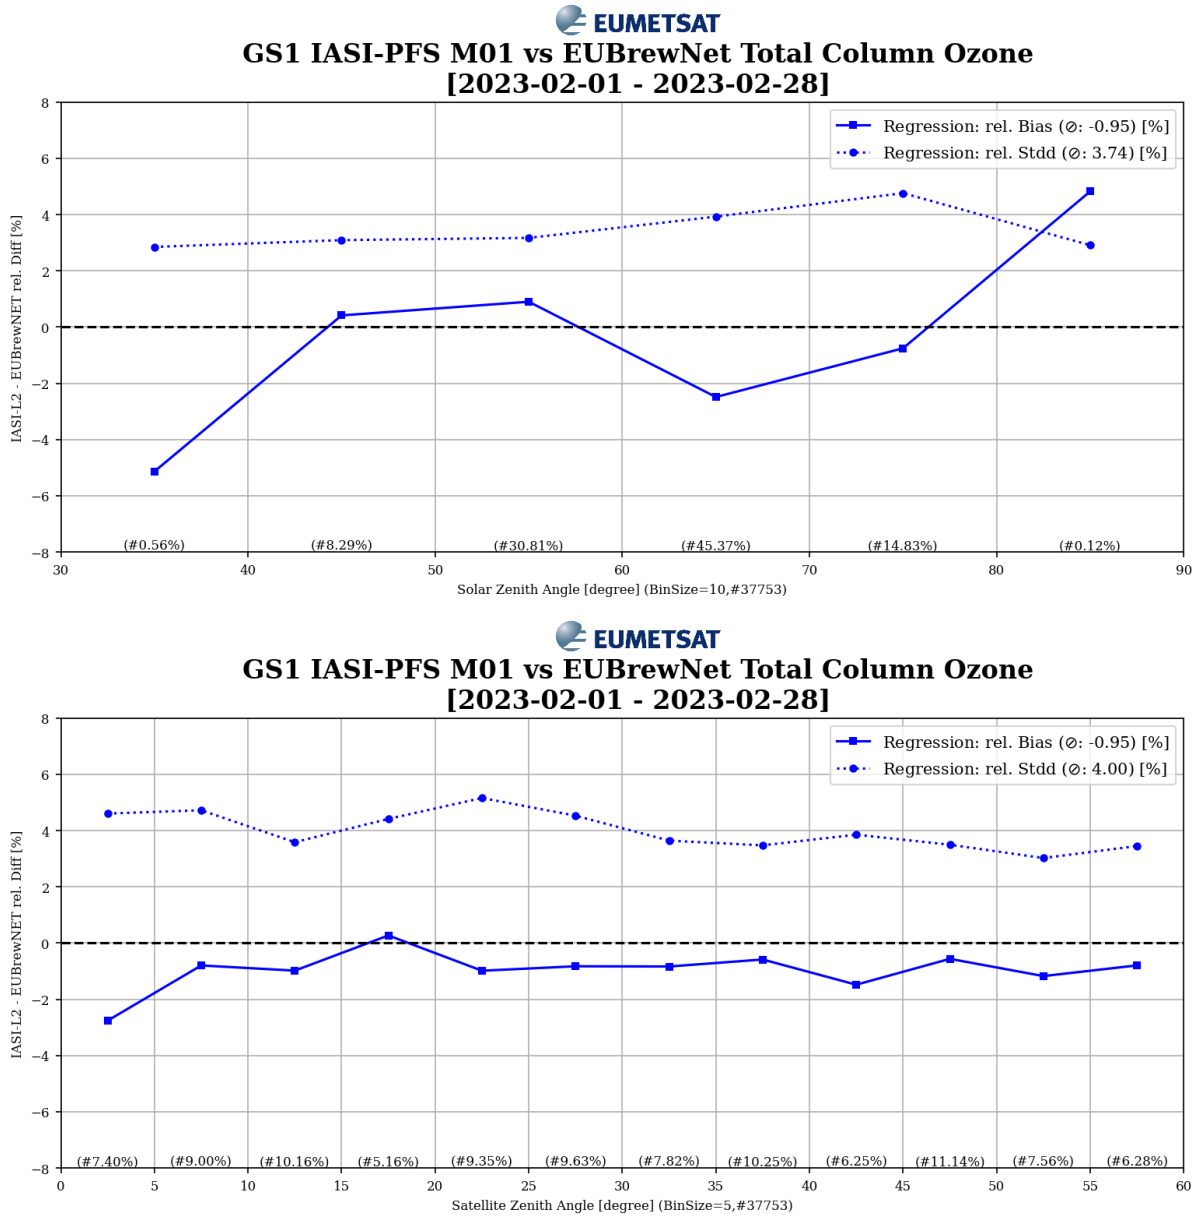 EUMETSAT
GS1 IASI-PFS M01 vs EUBrewNet Total Column Ozone
[2023-02-01 - 2023-02-28]
Regression: rel. Bias (⊘: -0.95) [%]
Regression: rel. Stdd (⊘: 3.74) [%]
IASI-L2 - EUBrewNET rel. Diff [%]
8
6
4
2
0
−2
−4
−6
−8
(#0.56%) (#8.29%) (#30.81%) (#45.37%) (#14.83%) (#0.12%)
30 40 50 60 70 80 90
Solar Zenith Angle [degree] (BinSize=10,#37753)
EUMETSAT
GS1 IASI-PFS M01 vs EUBrewNet Total Column Ozone
[2023-02-01 - 2023-02-28]
Regression: rel. Bias (⊘: -0.95) [%]
Regression: rel. Stdd (⊘: 4.00) [%]
IASI-L2 - EUBrewNET rel. Diff [%]
8
6
4
2
0
−2
−4
−6
−8
(#7.40%) (#9.00%) (#10.16%) (#5.16%) (#9.35%) (#9.63%) (#7.82%) (#10.25%) (#6.25%) (#11.14%) (#7.56%) (#6.28%)
0 5 10 15 20 25 30 35 40 45 50 55 60
Satellite Zenith Angle [degree] (BinSize=5,#37753)